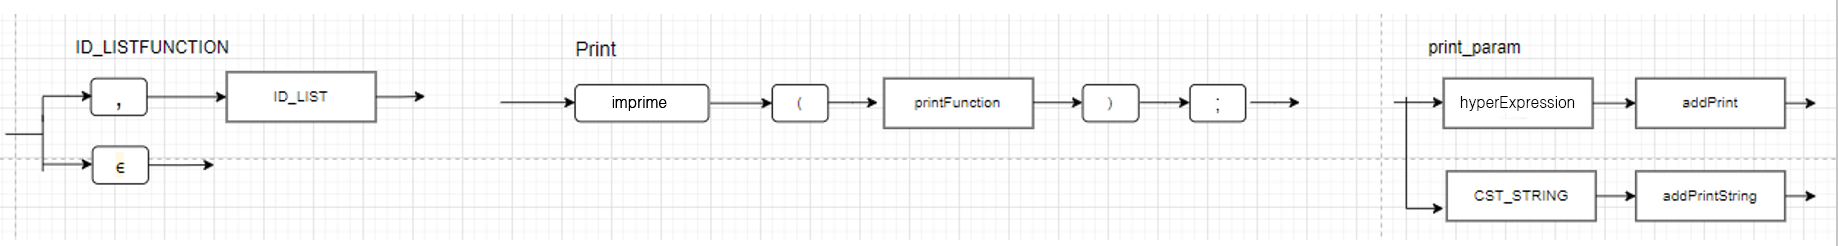 ID_LISTFUNCTION
,
ID_LIST
ϵ
Print
imprime
(
printFunction
)
;
print_param
hyperExpression
addPrint
CST_STRING
addPrintString